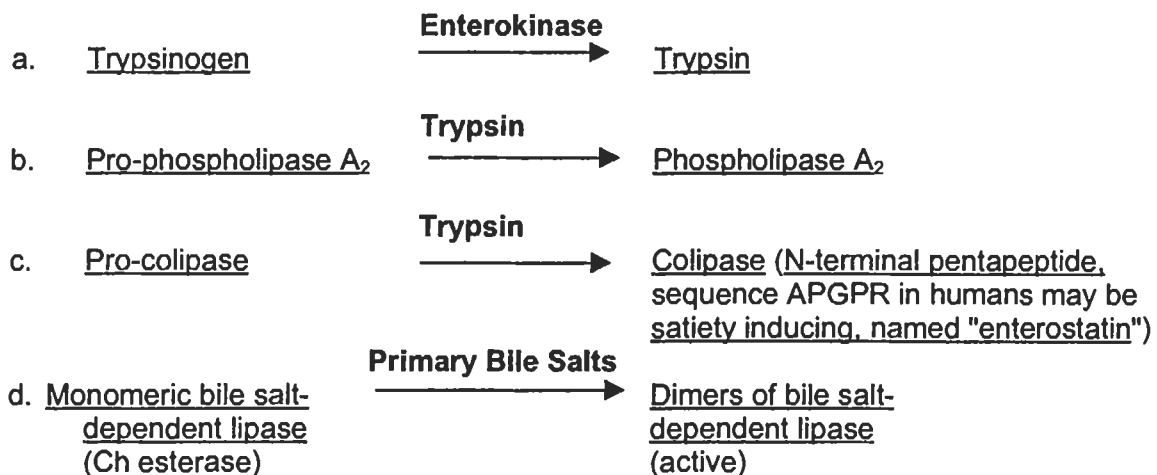 Enterokinase
a. Trypsinogen Trypsin
Trypsin
b. Pro-phospholipase A₂ Phospholipase A₂
Trypsin
c. Pro-colipase Colipase (N-terminal pentapeptide,
sequence APGPR in humans may be
satiety inducing, named "enterostatin")
Primary Bile Salts
d. Monomeric bile salt- Dimers of bile salt-
dependent lipase dependent lipase
(Ch esterase) (active)